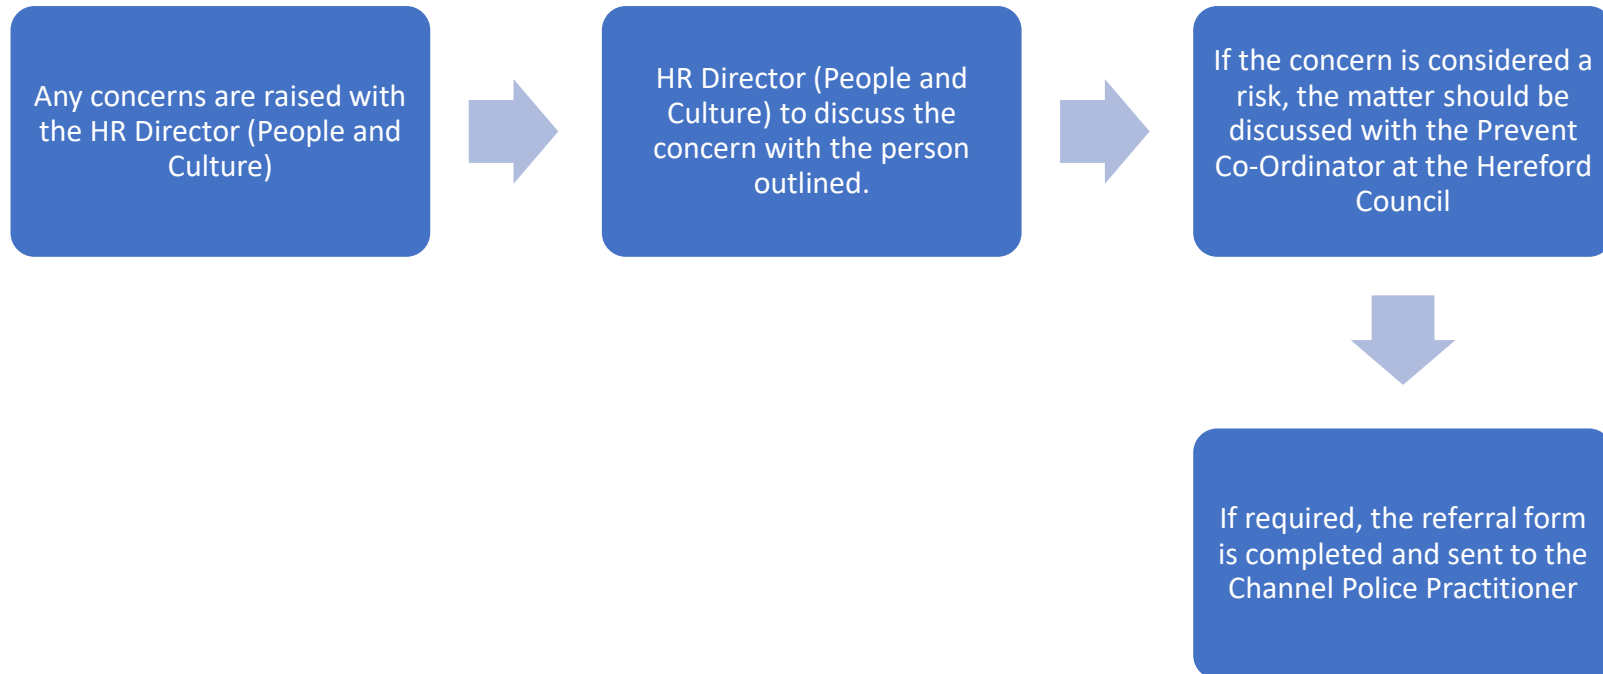 Any concerns are raised with
the HR Director (People and
Culture)
HR Director (People and
Culture) to discuss the
concern with the person
outlined.
If the concern is considered a
risk, the matter should be
discussed with the Prevent
Co-Ordinator at the Hereford
Council
If required, the referral form
is completed and sent to the
Channel Police Practitioner